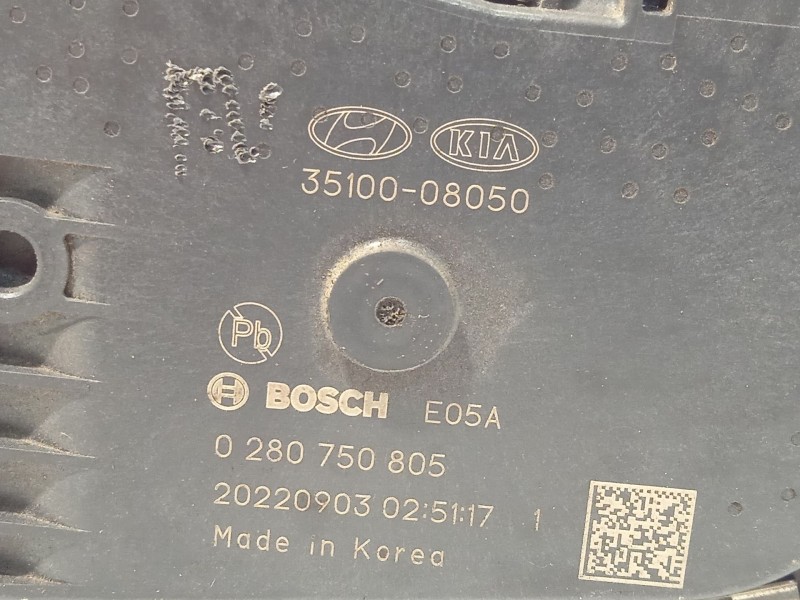 KIA
35100-08050
Pb
BOSCH E05A
0 280 750 805
20220903 02:51:17 1
Made in Korea